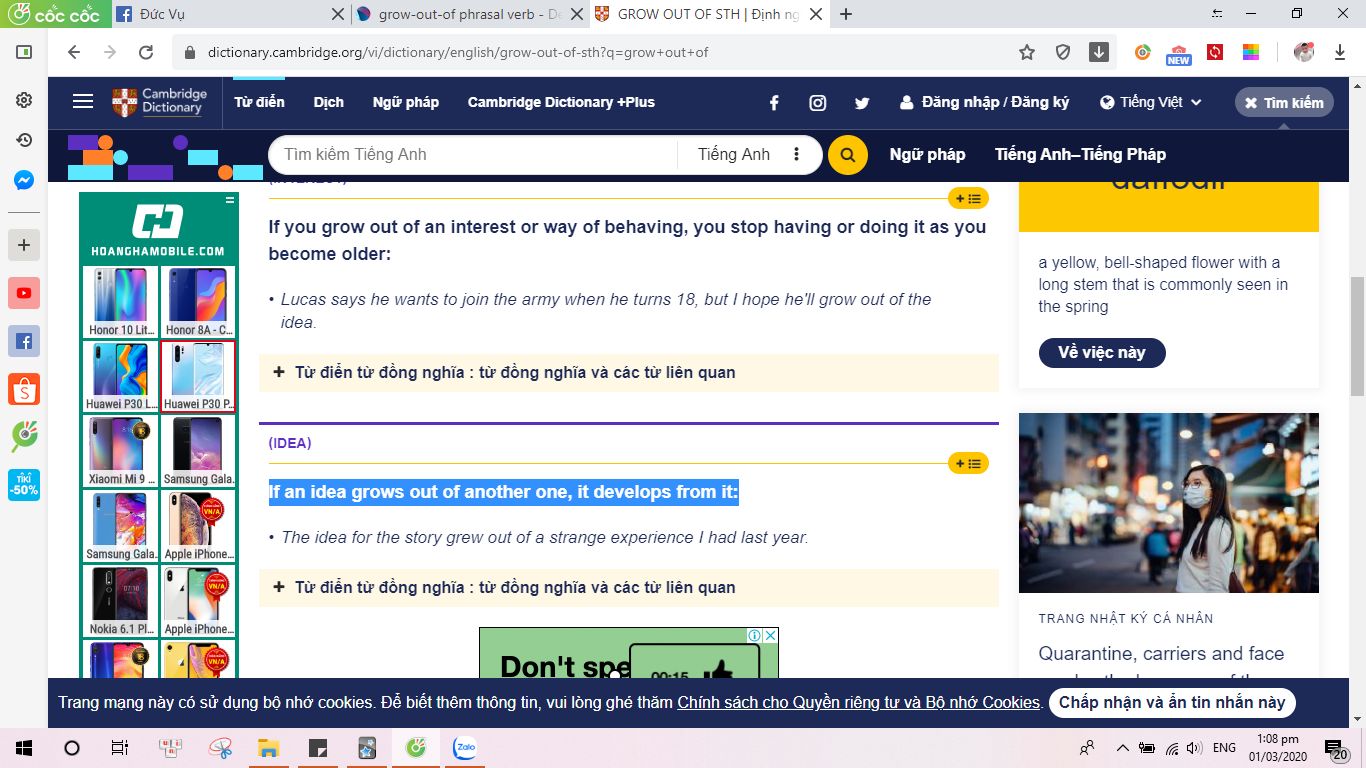 cốc cốc
Đức Vụ
grow-out-of phrasal verb - De
GROW OUT OF STH | Định ng
dictionary.cambridge.org/vi/dictionary/english/grow-out-of-sth?q=grow+out+of
NEW
Cambridge
Dictionary
Từ điển
Dịch
Ngữ pháp
Cambridge Dictionary +Plus
Đăng nhập / Đăng ký
Tiếng Việt
Tìm kiếm
Tìm kiếm Tiếng Anh
Tiếng Anh
Ngữ pháp
Tiếng Anh–Tiếng Pháp
(INTEREST)
If you grow out of an interest or way of behaving, you stop having or doing it as you
become older:
• Lucas says he wants to join the army when he turns 18, but I hope he'll grow out of the
idea.
+ Từ điển từ đồng nghĩa : từ đồng nghĩa và các từ liên quan
(IDEA)
If an idea grows out of another one, it develops from it:
• The idea for the story grew out of a strange experience I had last year.
+ Từ điển từ đồng nghĩa : từ đồng nghĩa và các từ liên quan
Don't spe
00:15
HOANGHAMOBILE.COM
Honor 10 Lit...
Honor 8A - C...
Huawei P30 L...
Huawei P30 P...
Xiaomi Mi 9 ...
Samsung Gala...
Samsung Gala...
Apple iPhone...
VN/A
Nokia 6.1 Pl...
Apple iPhone...
VN/A
VN/A
TIKI
-50%
daffodil
a yellow, bell-shaped flower with a
long stem that is commonly seen in
the spring
Về việc này
TRANG NHẬT KÝ CÁ NHÂN
Quarantine, carriers and face
Trang mạng này có sử dụng bộ nhớ cookies. Để biết thêm thông tin, vui lòng ghé thăm Chính sách cho Quyền riêng tư và Bộ nhớ Cookies.
Chấp nhận và ẩn tin nhắn này
Zalo
ENG
1:08 pm
01/03/2020
20